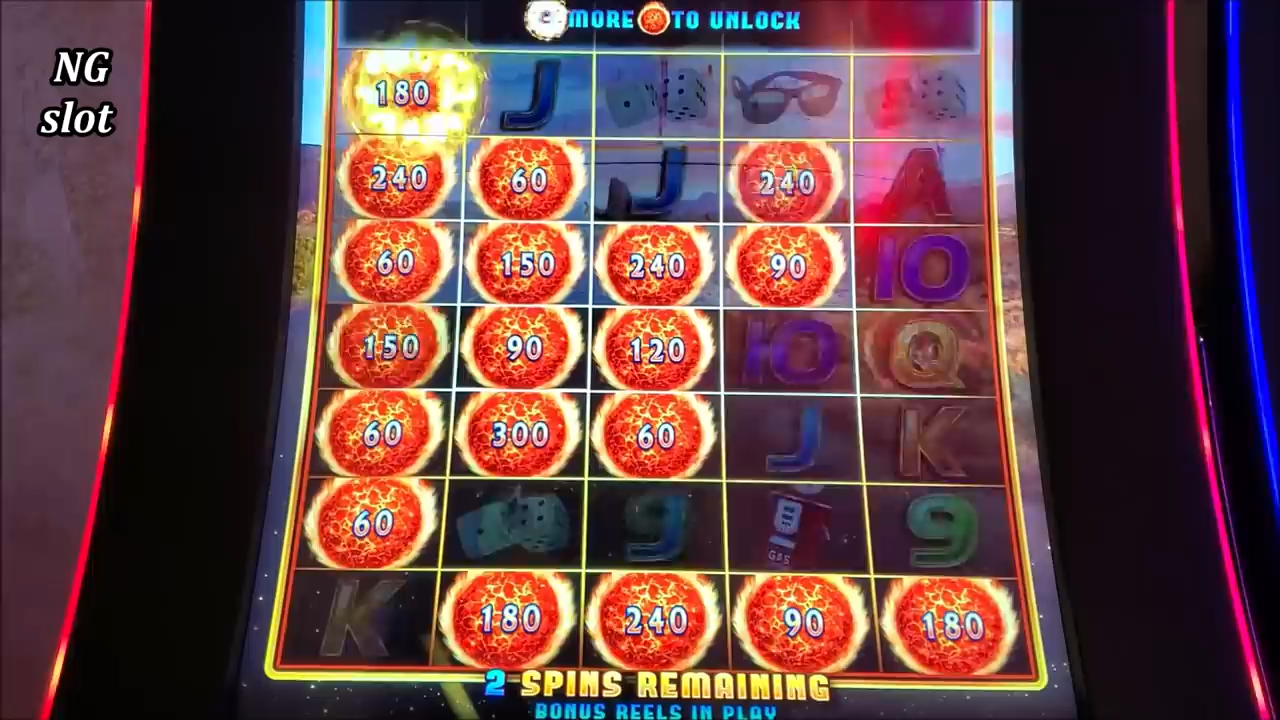 NG
slot
MORE TO UNLOCK
180 J
240 60 J 240 A
60 150 240 90 10
150 90 120 10 Q
60 300 60 J K
60 9 GAS 9
K 180 240 90 180
2 SPINS REMAINING
BONUS REELS IN PLAY